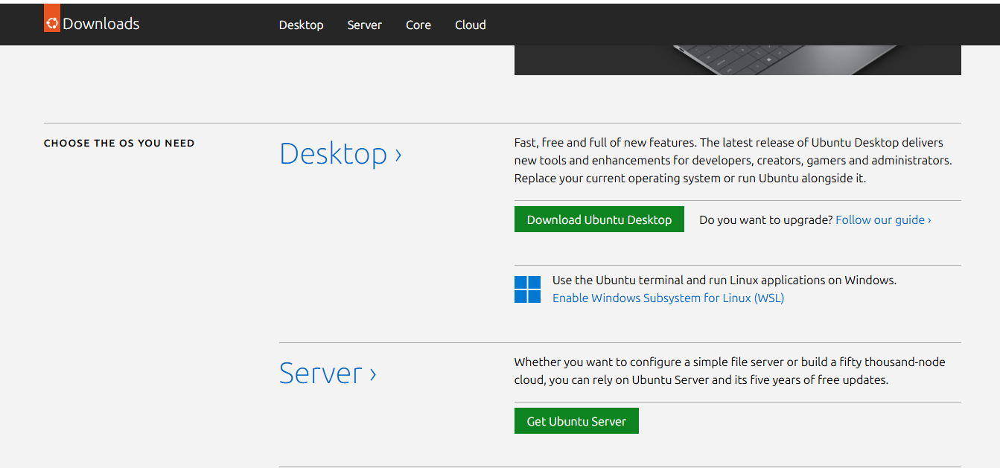 Downloads
Desktop
Server
Core
Cloud
CHOOSE THE OS YOU NEED
Desktop ›
Fast, free and full of new features. The latest release of Ubuntu Desktop delivers
new tools and enhancements for developers, creators, gamers and administrators.
Replace your current operating system or run Ubuntu alongside it.
Download Ubuntu Desktop
Do you want to upgrade? Follow our guide ›
Use the Ubuntu terminal and run Linux applications on Windows.
Enable Windows Subsystem for Linux (WSL)
Server ›
Whether you want to configure a simple file server or build a fifty thousand-node
cloud, you can rely on Ubuntu Server and its five years of free updates.
Get Ubuntu Server